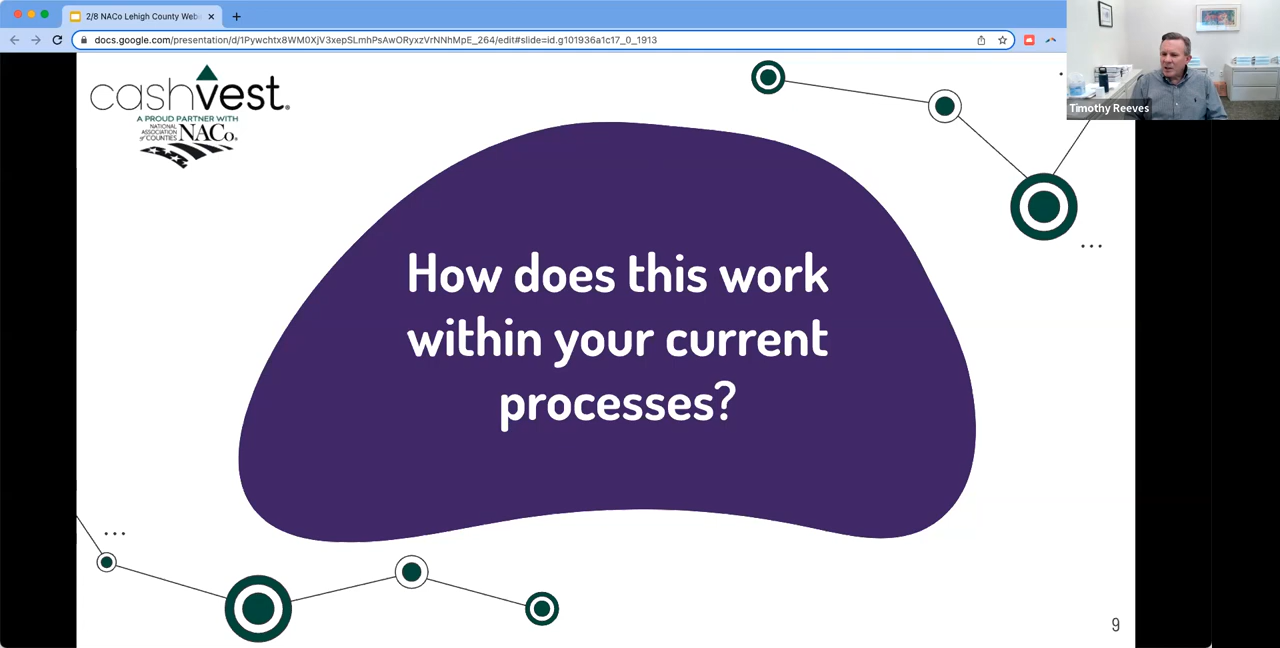 2/8 NACo Lehigh County Web
docs.google.com/presentation/d/1Pywchtx8WM0XjV3xepSLmhPsAwORyxzVrNNhMpE_264/edit#slide=id.g101936a1c17_0_1913
Timothy Reeves
cashvest®
A PROUD PARTNER WITH
NATIONAL
ASSOCIATION
of COUNTIES
NACo®
How does this work
within your current
processes?
9